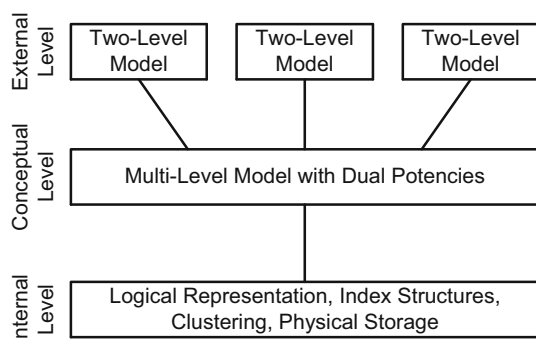 External
Level
Two-Level
Model
Two-Level
Model
Two-Level
Model
Conceptual
Level
Multi-Level Model with Dual Potencies
nternal
Level
Logical Representation, Index Structures,
Clustering, Physical Storage